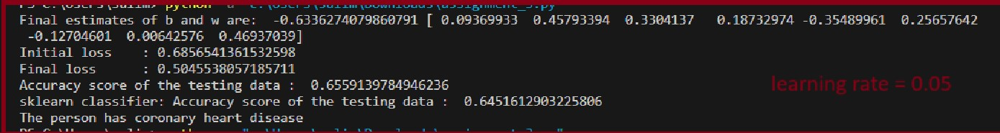 Final estimates of b and w are:  -0.6336274079860791 [ 0.09369933  0.45793394  0.3304137   0.18732974 -0.35489961  0.25657642
 -0.12704601  0.00642576  0.46937039]
Initial loss    : 0.6856541361532598
Final loss      : 0.5045538057185711
Accuracy score of the testing data :  0.6559139784946236
learning rate = 0.05
sklearn classifier: Accuracy score of the testing data :  0.6451612903225806
The person has coronary heart disease